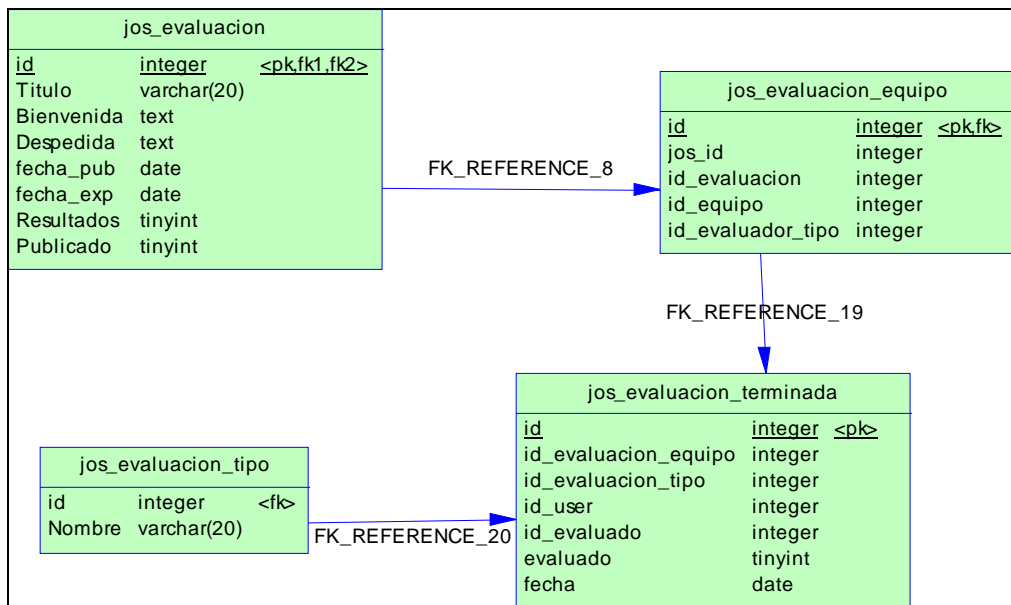 jos_evaluacion
id integer <pk,fk1,fk2>
Titulo varchar(20)
Bienvenida text
Despedida text
fecha_pub date
fecha_exp date
Resultados tinyint
Publicado tinyint
FK_REFERENCE_8
jos_evaluacion_equipo
id integer <pk,fk>
jos_id integer
id_evaluacion integer
id_equipo integer
id_evaluador_tipo integer
FK_REFERENCE_19
jos_evaluacion_tipo
id integer <fk>
Nombre varchar(20)
FK_REFERENCE_20
jos_evaluacion_terminada
id integer <pk>
id_evaluacion_equipo integer
id_evaluacion_tipo integer
id_user integer
id_evaluado integer
evaluado tinyint
fecha date